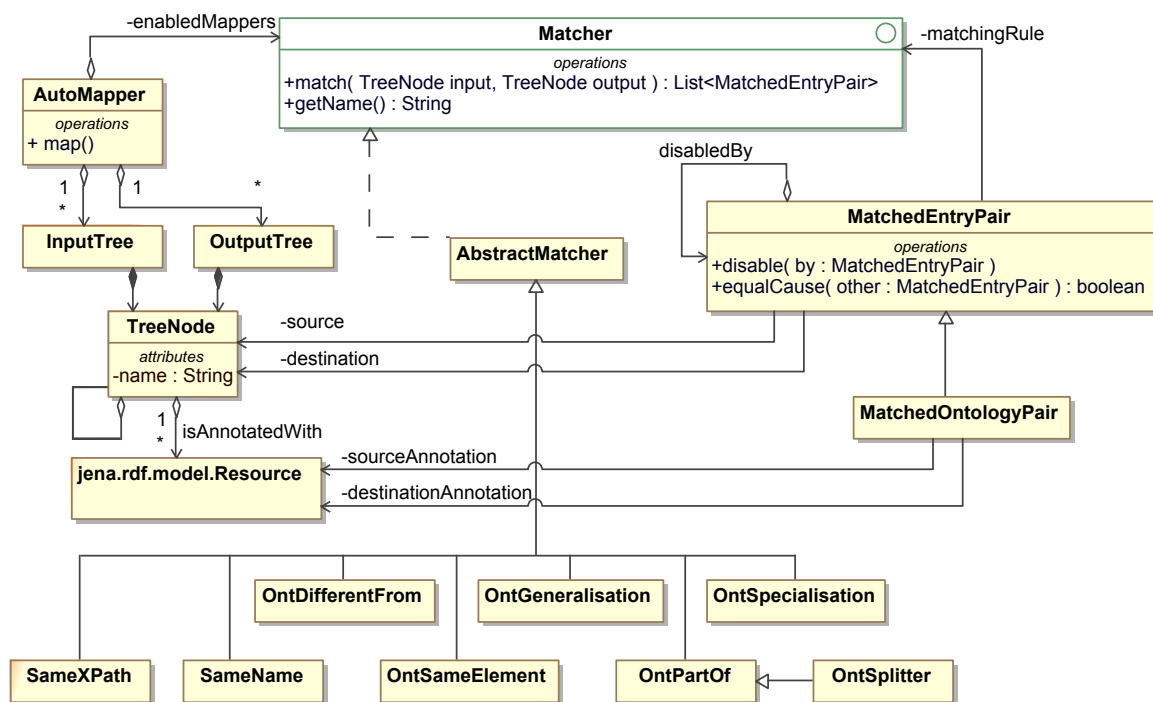 -enabledMappers
Matcher
operations
+match( TreeNode input, TreeNode output ) : List<MatchedEntryPair>
+getName() : String
-matchingRule
AutoMapper
operations
+ map()
1
*
1
*
InputTree
OutputTree
disabledBy
MatchedEntryPair
operations
+disable( by : MatchedEntryPair )
+equalCause( other : MatchedEntryPair ) : boolean
AbstractMatcher
TreeNode
attributes
-name : String
-source
-destination
1
*
isAnnotatedWith
MatchedOntologyPair
jena.rdf.model.Resource
-sourceAnnotation
-destinationAnnotation
OntDifferentFrom
OntGeneralisation
OntSpecialisation
SameXPath
SameName
OntSameElement
OntPartOf
OntSplitter